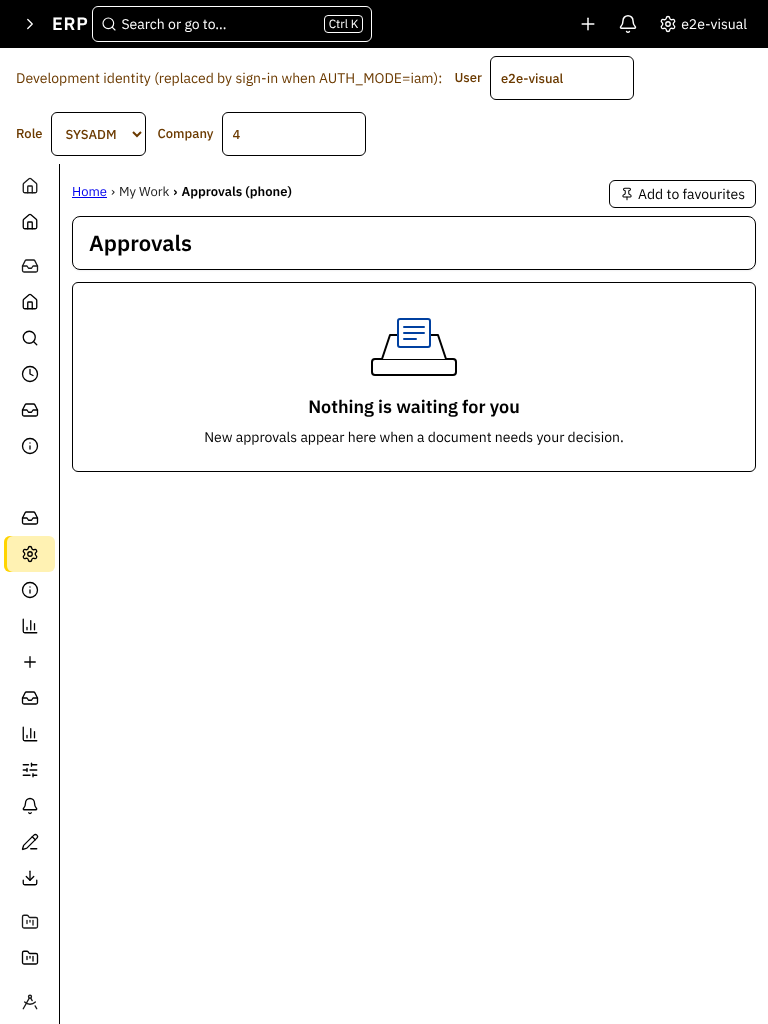 ERP Search or go to... Ctrl K e2e-visual
Development identity (replaced by sign-in when AUTH_MODE=iam): User e2e-visual
Role SYSADM Company 4
Home › My Work › Approvals (phone) Add to favourites
Approvals
Nothing is waiting for you
New approvals appear here when a document needs your decision.